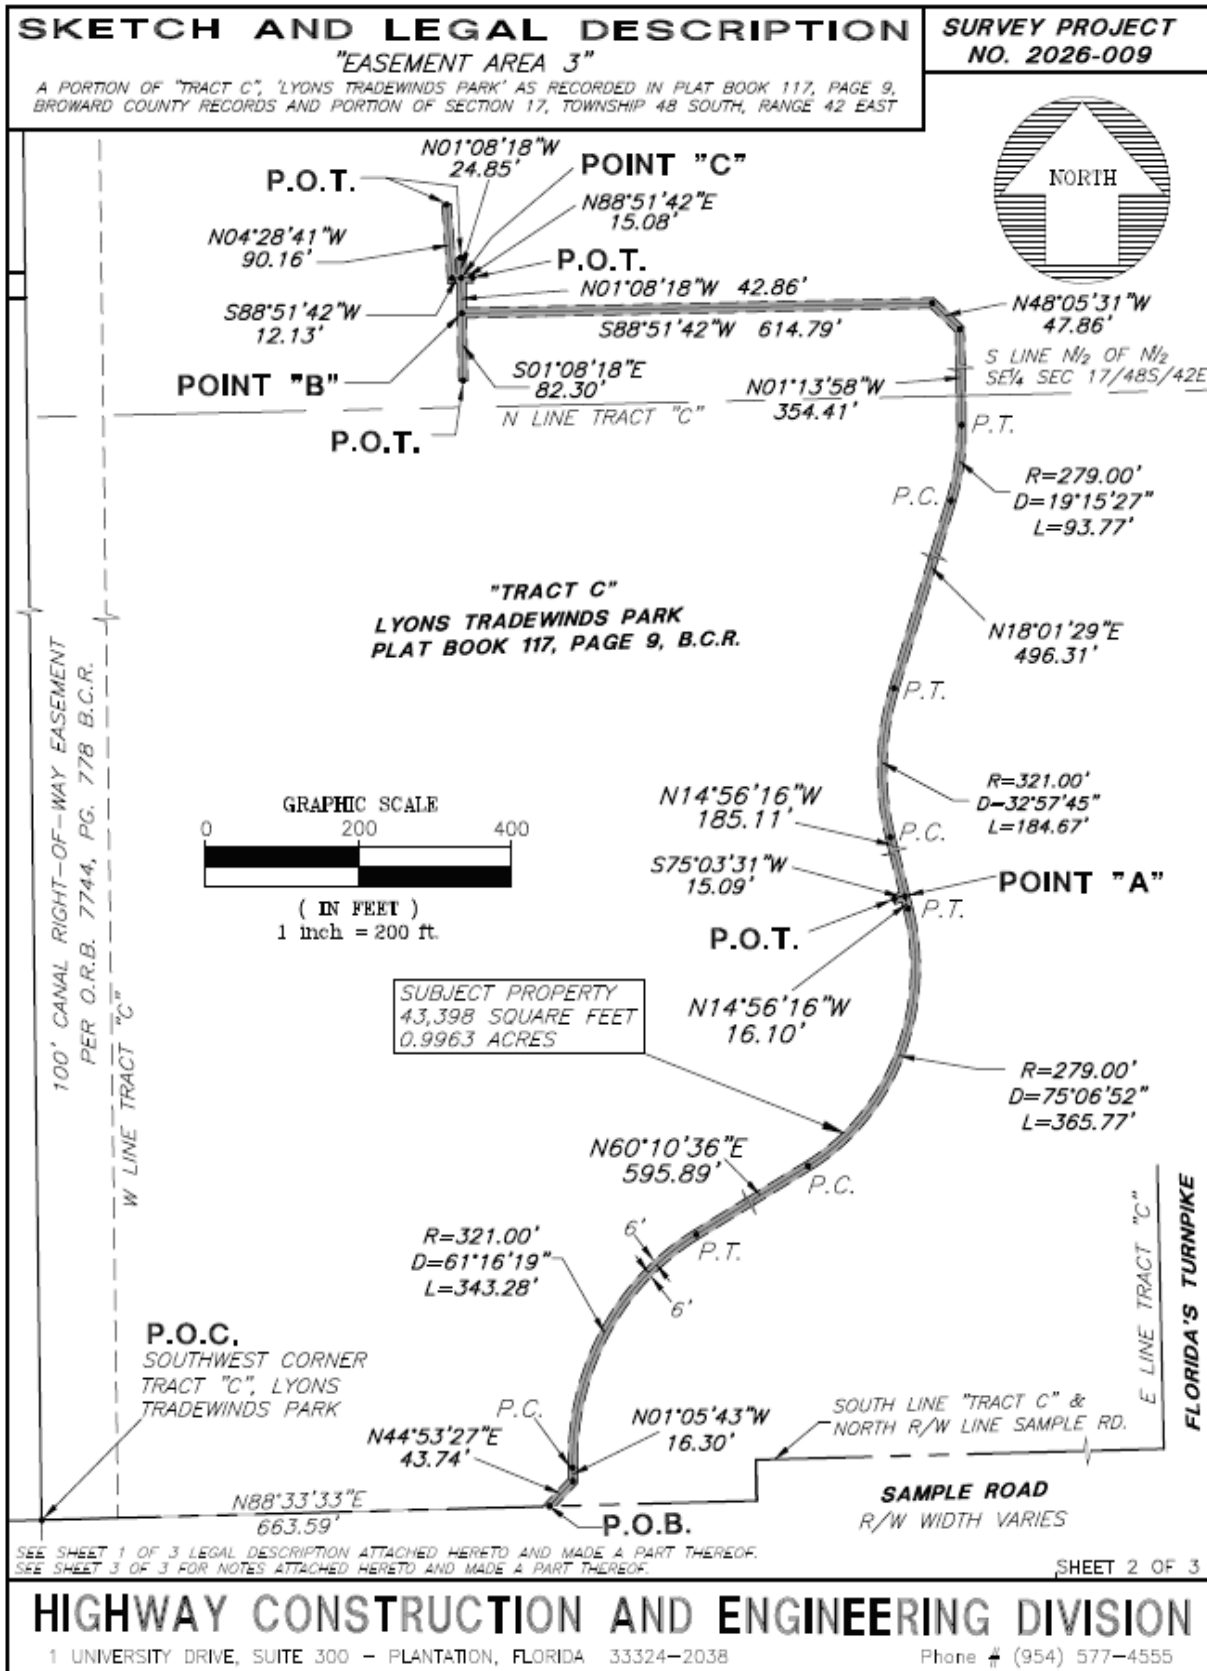 SKETCH AND LEGAL DESCRIPTION
"EASEMENT AREA 3"
A PORTION OF "TRACT C", 'LYONS TRADEWINDS PARK' AS RECORDED IN PLAT BOOK 117, PAGE 9,
BROWARD COUNTY RECORDS AND PORTION OF SECTION 17, TOWNSHIP 48 SOUTH, RANGE 42 EAST
SURVEY PROJECT
NO. 2026-009
NORTH
N01°08'18"W
24.85'
POINT "C"
P.O.T.
N88°51'42"E
15.08'
N04°28'41"W
90.16'
P.O.T.
N01°08'18"W 42.86'
S88°51'42"W
12.13'
S88°51'42"W 614.79'
N48°05'31"W
47.86'
POINT "B"
S01°08'18"E
82.30'
S LINE N1/2 OF N1/2
SE1/4 SEC 17/48S/42E
N01°13'58"W
354.41'
N LINE TRACT "C"
P.O.T.
P.T.
R=279.00'
D=19°15'27"
L=93.77'
P.C.
"TRACT C"
LYONS TRADEWINDS PARK
PLAT BOOK 117, PAGE 9, B.C.R.
N18°01'29"E
496.31'
P.T.
100' CANAL RIGHT-OF-WAY EASEMENT
PER O.R.B. 7744, PG. 778 B.C.R.
W LINE TRACT "C"
GRAPHIC SCALE
0 200 400
( IN FEET )
1 inch = 200 ft.
N14°56'16"W
185.11'
R=321.00'
D=32°57'45"
L=184.67'
P.C.
S75°03'31"W
15.09'
POINT "A"
P.T.
P.O.T.
SUBJECT PROPERTY
43,398 SQUARE FEET
0.9963 ACRES
N14°56'16"W
16.10'
R=279.00'
D=75°06'52"
L=365.77'
N60°10'36"E
595.89'
P.C.
R=321.00'
D=61°16'19"
L=343.28'
6'
P.T.
6'
E LINE TRACT "C"
FLORIDA'S TURNPIKE
P.O.C.
SOUTHWEST CORNER
TRACT "C", LYONS
TRADEWINDS PARK
P.C.
N44°53'27"E
43.74'
N01°05'43"W
16.30'
SOUTH LINE "TRACT C" &
NORTH R/W LINE SAMPLE RD.
N88°33'33"E
663.59'
P.O.B.
SAMPLE ROAD
R/W WIDTH VARIES
SEE SHEET 1 OF 3 LEGAL DESCRIPTION ATTACHED HERETO AND MADE A PART THEREOF.
SEE SHEET 3 OF 3 FOR NOTES ATTACHED HERETO AND MADE A PART THEREOF.
SHEET 2 OF 3
HIGHWAY CONSTRUCTION AND ENGINEERING DIVISION
1 UNIVERSITY DRIVE, SUITE 300 - PLANTATION, FLORIDA 33324-2038
Phone # (954) 577-4555